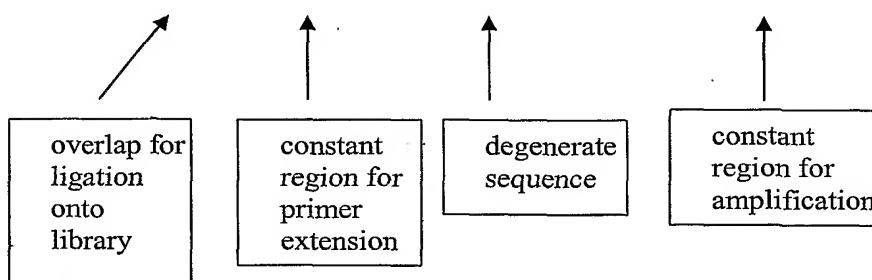 overlap for
ligation
onto
library
constant
region for
primer
extension
degenerate
sequence
constant
region for
amplification